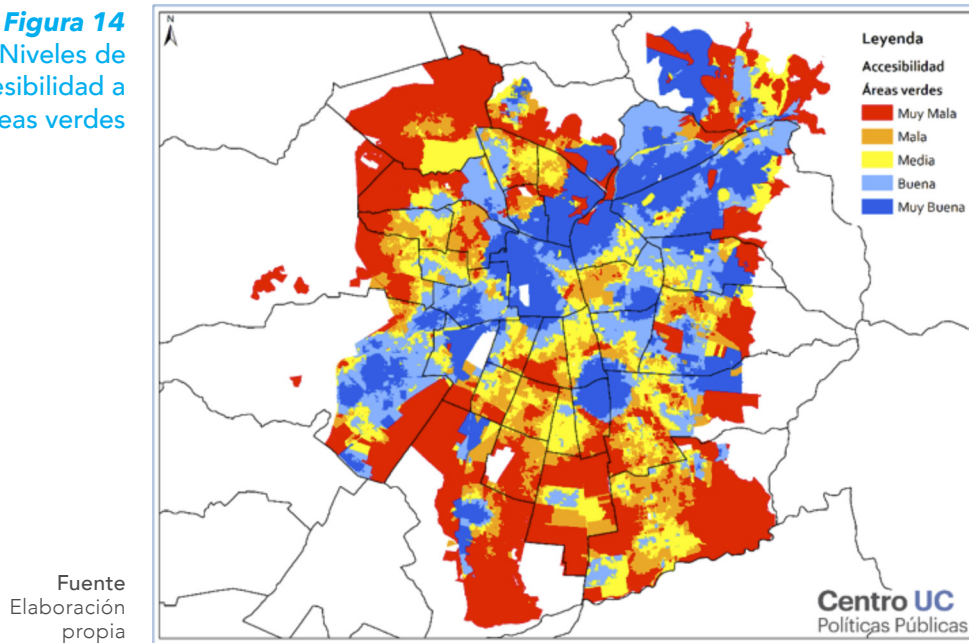 Figura 14
Niveles de
esibilidad a
eas verdes
N
Leyenda
Accesibilidad
Áreas verdes
Muy Mala
Mala
Media
Buena
Muy Buena
Fuente
Elaboración
propia
Centro UC
Políticas Públicas